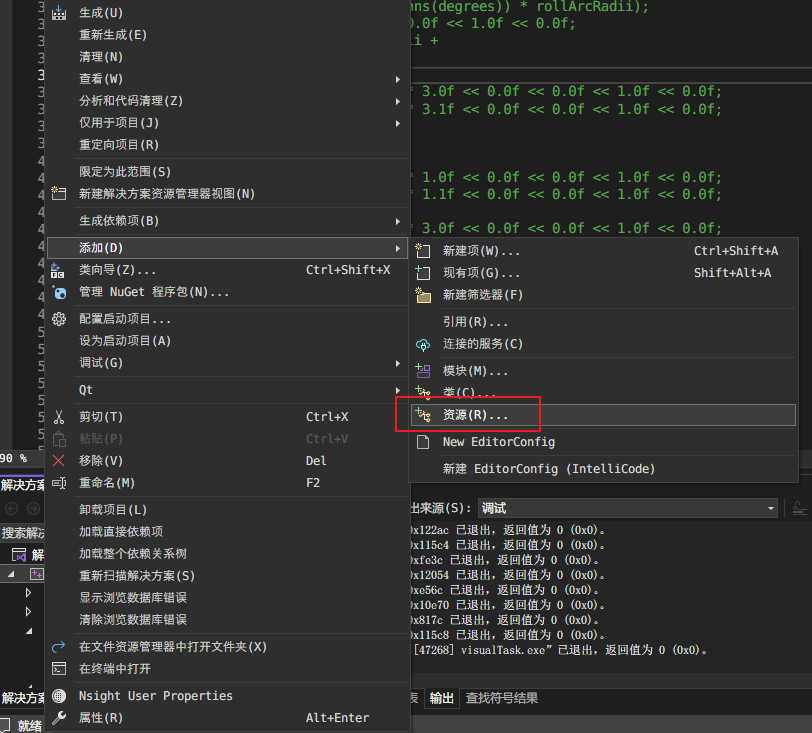 生成(U)
重新生成(E)
清理(N)
查看(W)
分析和代码清理(Z)
仅用于项目(J)
重定向项目(R)
限定为此范围(S)
新建解决方案资源管理器视图(N)
生成依赖项(B)
添加(D)
类向导(Z)... Ctrl+Shift+X
管理 NuGet 程序包(N)...
配置启动项目...
设为启动项目(A)
调试(G)
Qt
剪切(T) Ctrl+X
粘贴(P) Ctrl+V
移除(V) Del
重命名(M) F2
卸载项目(L)
加载直接依赖项
加载整个依赖关系树
重新扫描解决方案(S)
显示浏览数据库错误
清除浏览数据库错误
在文件资源管理器中打开文件夹(X)
在终端中打开
Nsight User Properties
属性(R) Alt+Enter
ns(degrees)) * rollArcRadii);
0.0f << 1.0f << 0.0f;
i +
3.0f << 0.0f << 0.0f << 1.0f << 0.0f;
3.1f << 0.0f << 0.0f << 1.0f << 0.0f;
1.0f << 0.0f << 0.0f << 1.0f << 0.0f;
1.1f << 0.0f << 0.0f << 1.0f << 0.0f;
3.0f << 0.0f << 0.0f << 1.0f << 0.0f;
新建项(W)... Ctrl+Shift+A
现有项(G)... Shift+Alt+A
新建筛选器(F)
引用(R)...
连接的服务(C)
模块(M)...
类(C)...
资源(R)...
New EditorConfig
新建 EditorConfig (IntelliCode)
90 %
解决方案
搜索解决
解
解决方案
就绪
出来源(S): 调试
0x122ac 已退出，返回值为 0 (0x0)。
0x115c4 已退出，返回值为 0 (0x0)。
0xfe3c 已退出，返回值为 0 (0x0)。
0x12054 已退出，返回值为 0 (0x0)。
0xe56c 已退出，返回值为 0 (0x0)。
0x10e70 已退出，返回值为 0 (0x0)。
0x817c 已退出，返回值为 0 (0x0)。
0x115c8 已退出，返回值为 0 (0x0)。
[47268] visualTask.exe”已退出，返回值为 0 (0x0)。
表 输出 查找符号结果